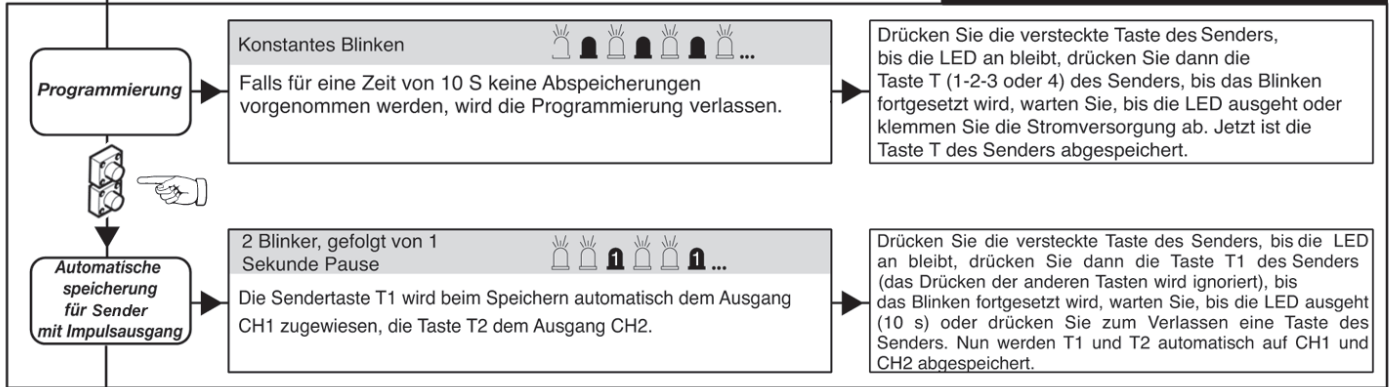 Programmierung
Konstantes Blinken ...
Falls für eine Zeit von 10 S keine Abspeicherungen
vorgenommen werden, wird die Programmierung verlassen.
Drücken Sie die versteckte Taste des Senders,
bis die LED an bleibt, drücken Sie dann die
Taste T (1-2-3 oder 4) des Senders, bis das Blinken
fortgesetzt wird, warten Sie, bis die LED ausgeht oder
klemmen Sie die Stromversorgung ab. Jetzt ist die
Taste T des Senders abgespeichert.
Automatische
speicherung
für Sender
mit Impulsausgang
2 Blinker, gefolgt von 1
Sekunde Pause
1 1 ...
Die Sendertaste T1 wird beim Speichern automatisch dem Ausgang
CH1 zugewiesen, die Taste T2 dem Ausgang CH2.
Drücken Sie die versteckte Taste des Senders, bis die LED
an bleibt, drücken Sie dann die Taste T1 des Senders
(das Drücken der anderen Tasten wird ignoriert), bis
das Blinken fortgesetzt wird, warten Sie, bis die LED ausgeht
(10 s) oder drücken Sie zum Verlassen eine Taste des
Senders. Nun werden T1 und T2 automatisch auf CH1 und
CH2 abgespeichert.